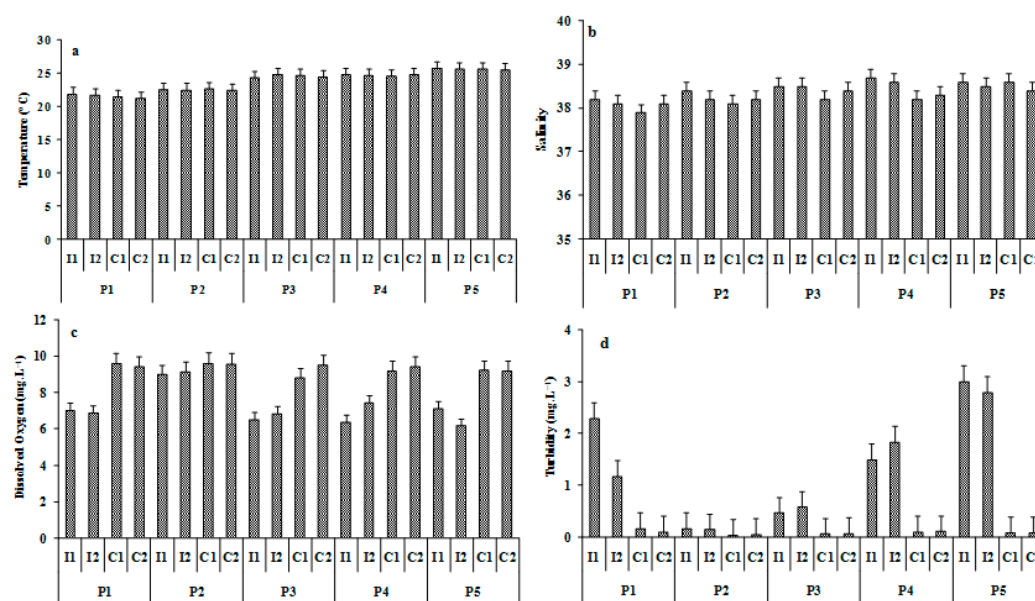 a
30
25
20
15
10
5
0
Temperature (° C)
I1 I2 C1 C2 I1 I2 C1 C2 I1 I2 C1 C2 I1 I2 C1 C2 I1 I2 C1 C2
P1 P2 P3 P4 P5
b
40
39
38
37
36
35
Salinity
I1 I2 C1 C2 I1 I2 C1 C2 I1 I2 C1 C2 I1 I2 C1 C2 I1 I2 C1 C
P1 P2 P3 P4 P5
c
12
10
8
6
4
2
0
Dissolved Oxygen (mg.L⁻¹)
I1 I2 C1 C2 I1 I2 C1 C2 I1 I2 C1 C2 I1 I2 C1 C2 I1 I2 C1 C2
P1 P2 P3 P4 P5
d
4
3
2
1
0
Turbidity (mg.L⁻¹)
I1 I2 C1 C2 I1 I2 C1 C2 I1 I2 C1 C2 I1 I2 C1 C2 I1 I2 C1 C
P1 P2 P3 P4 P5